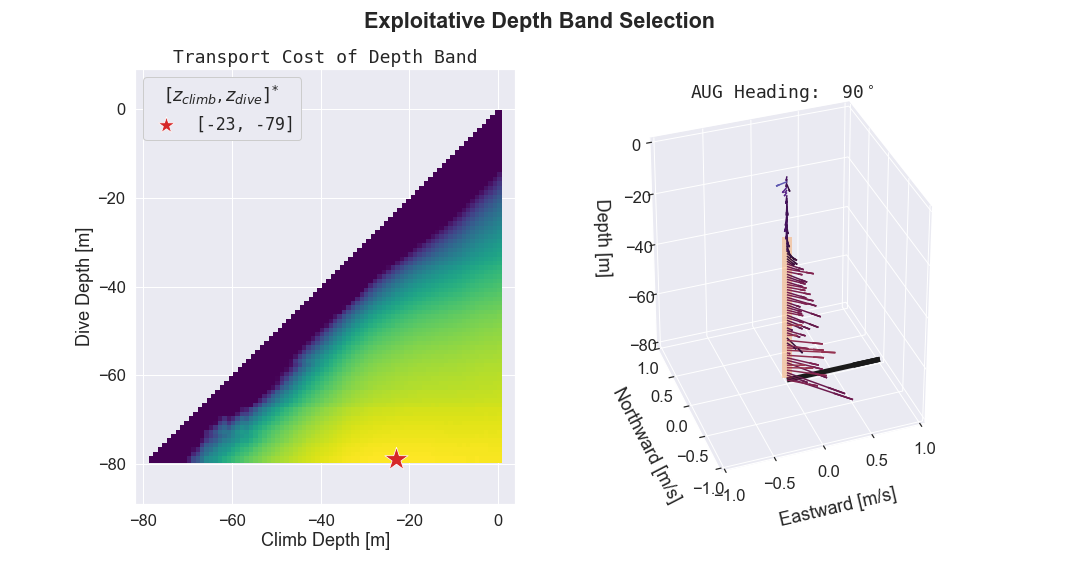 Exploitative Depth Band Selection
Transport Cost of Depth Band
[z_climb, z_dive]*
[-23, -79]
0
−20
−40
−60
−80
Dive Depth [m]
−80
−60
−40
−20
0
Climb Depth [m]
AUG Heading: 90°
0
−20
−40
−60
−80
Depth [m]
1.0
0.5
0.0
−0.5
−1.0
Northward [m/s]
−1.0
−0.5
0.0
0.5
1.0
Eastward [m/s]